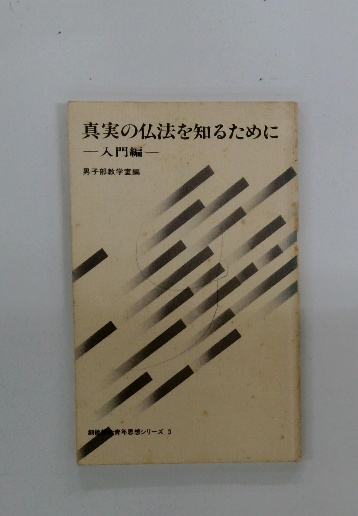 真実の仏法を知るために
―入門編―
男子部教学室編
青年思想シリーズ 3